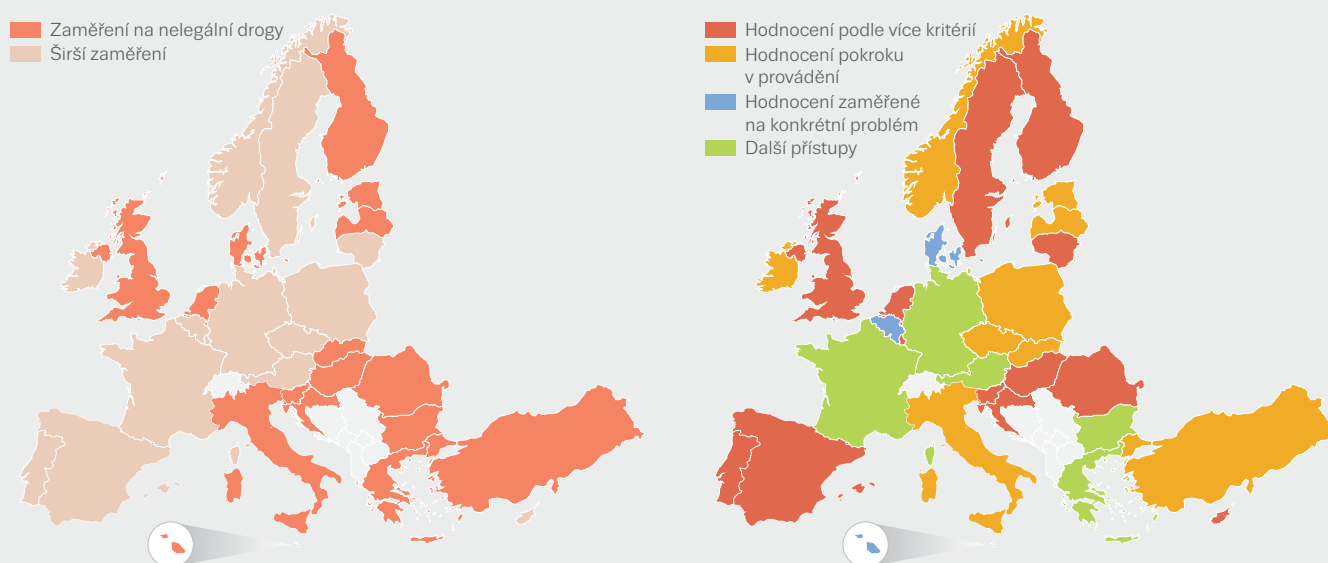 Zaměření na nelegální drogy
Širší zaměření
Hodnocení podle více kritérií
Hodnocení pokroku
v provádění
Hodnocení zaměřené
na konkrétní problém
Další přístupy